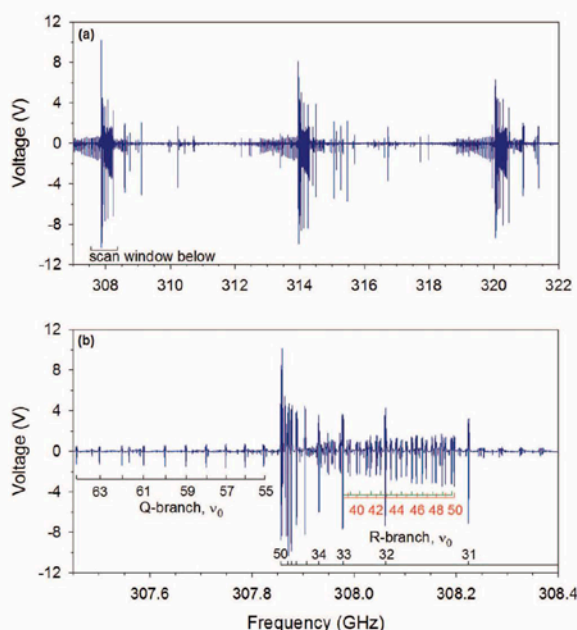 12
8
4
0
-4
-8
-12
Voltage (V)
(a)
scan window below
308 310 312 314 316 318 320 322
12
8
4
0
-4
-8
-12
Voltage (V)
(b)
63 61 59 57 55
Q-branch, ν₀
40 42 44 46 48 50
R-branch, ν₀
50 34 33 32 31
307.6 307.8 308.0 308.2 308.4
Frequency (GHz)